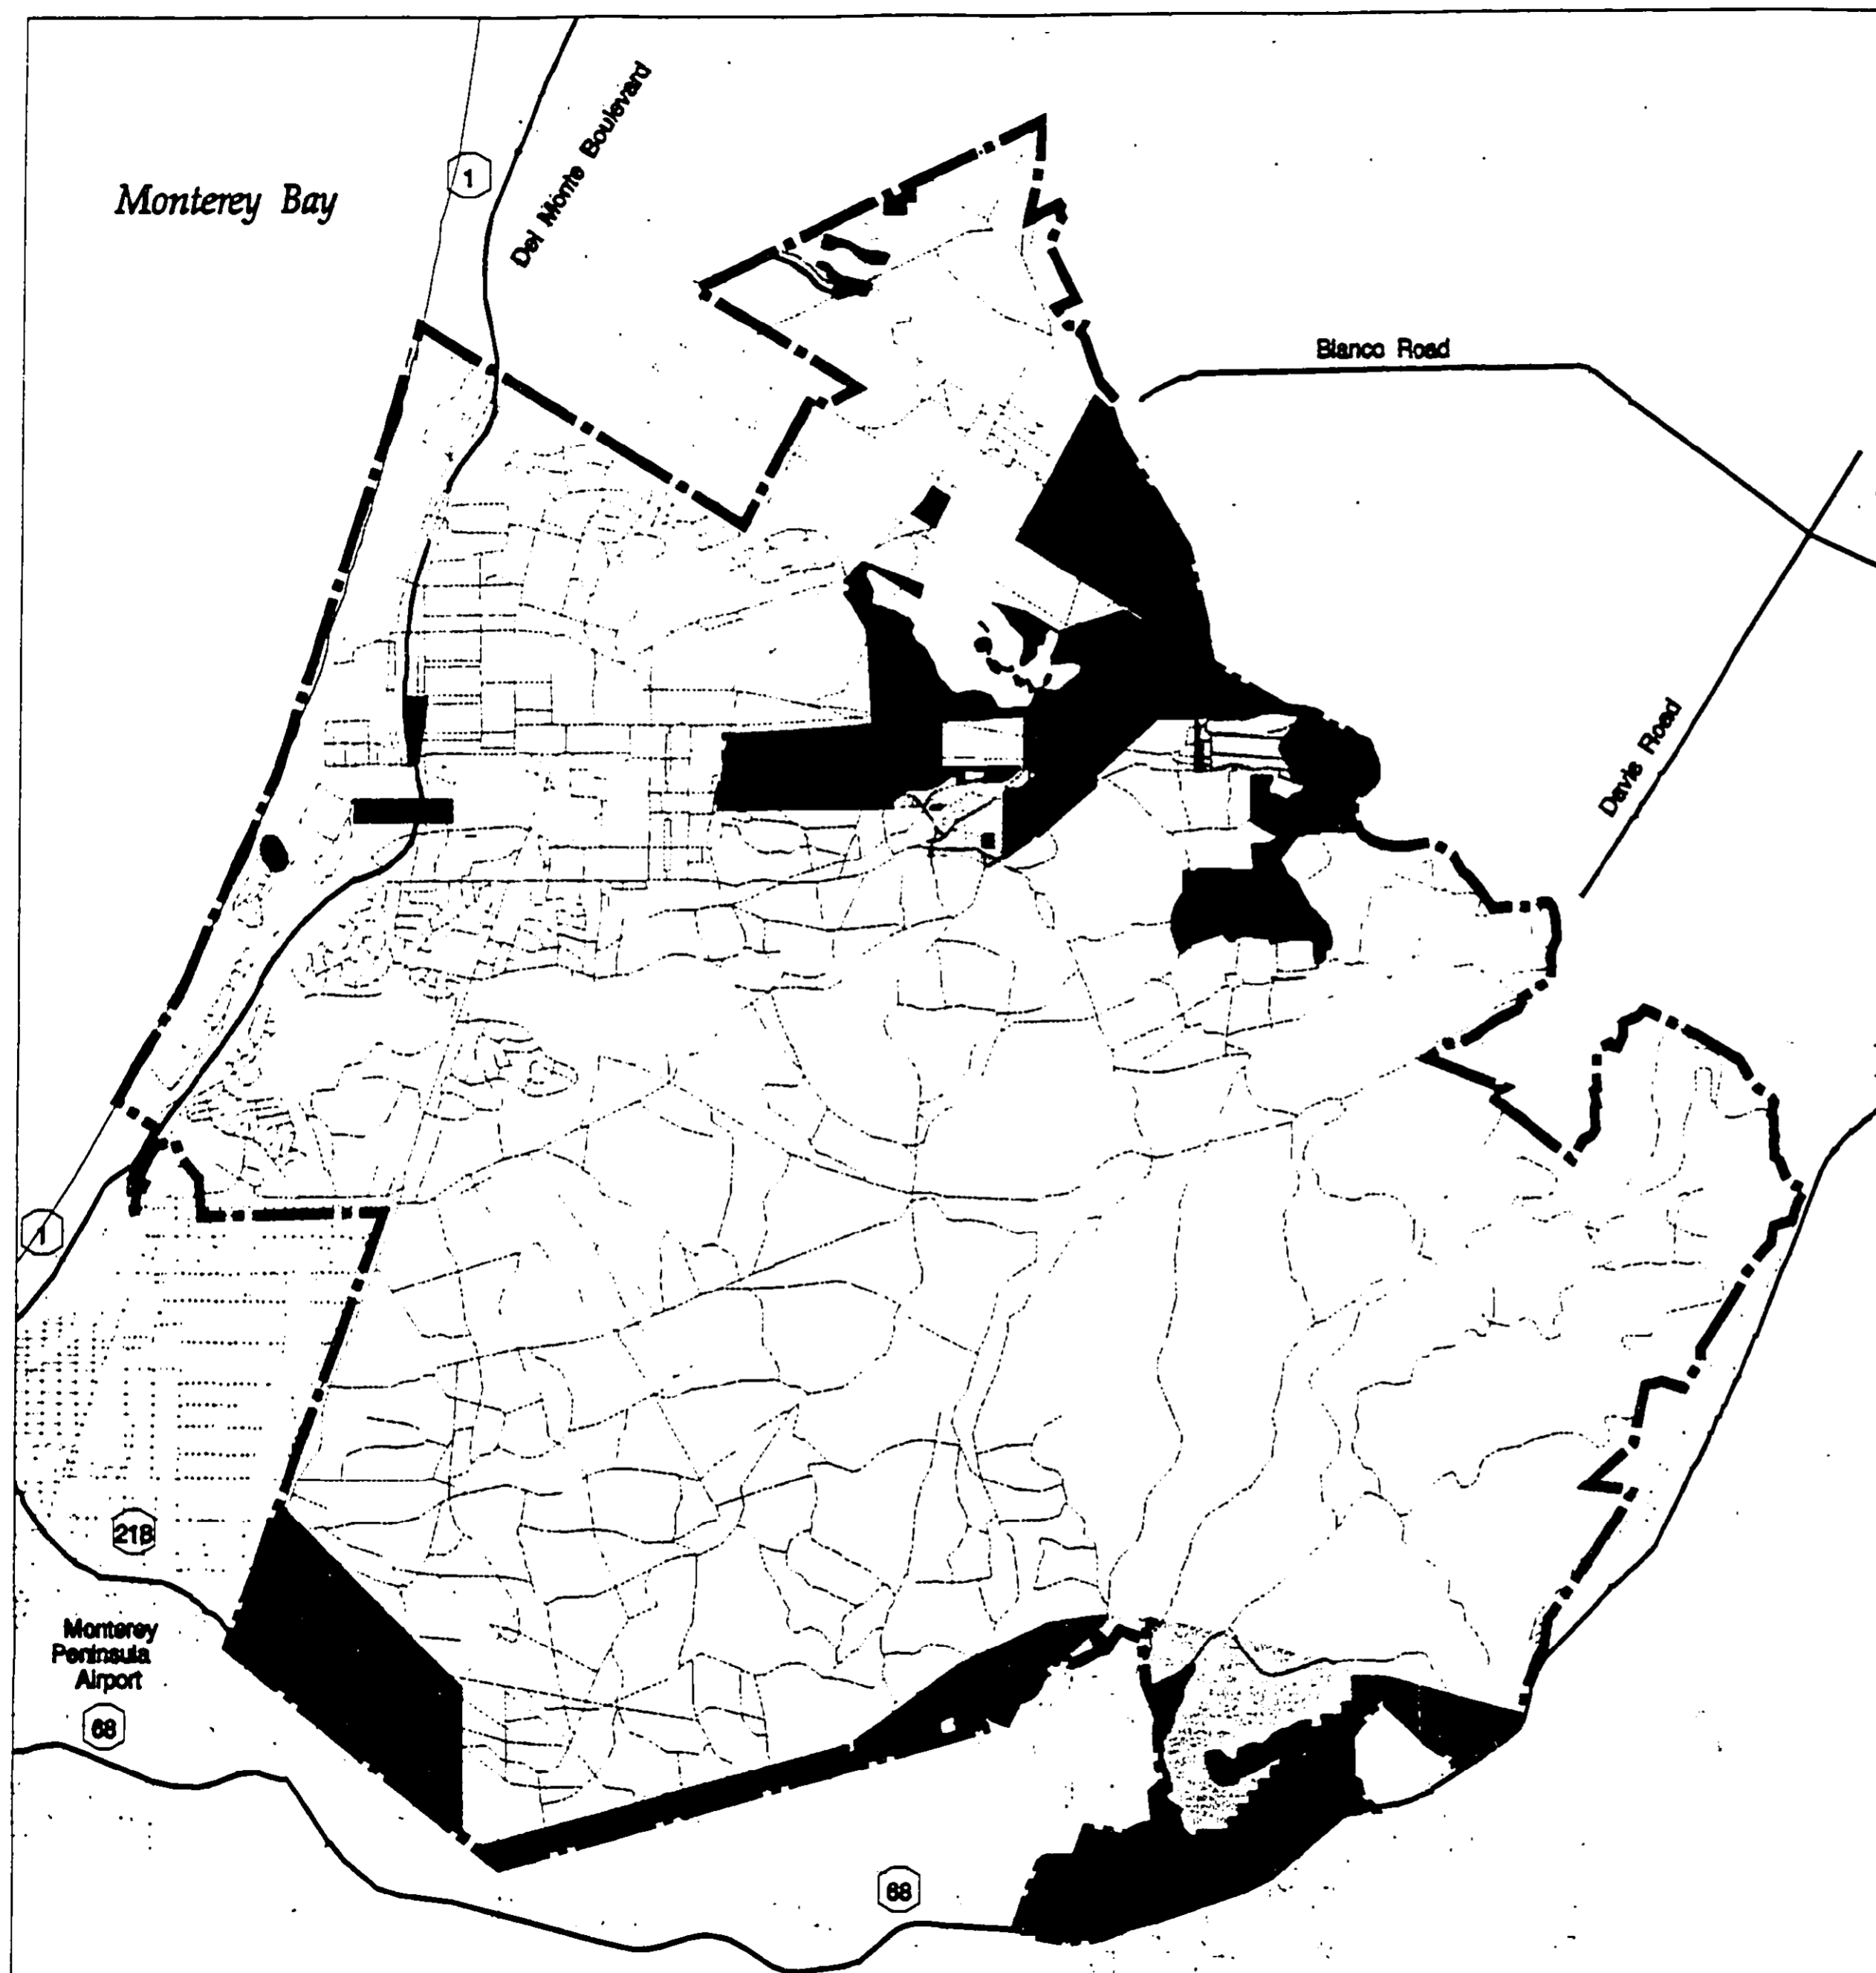 1
Monterey Bay
Del Monte Boulevard
Blanco Road
Davis Road
1
218
Monterey
Peninsula
Airport
68
68